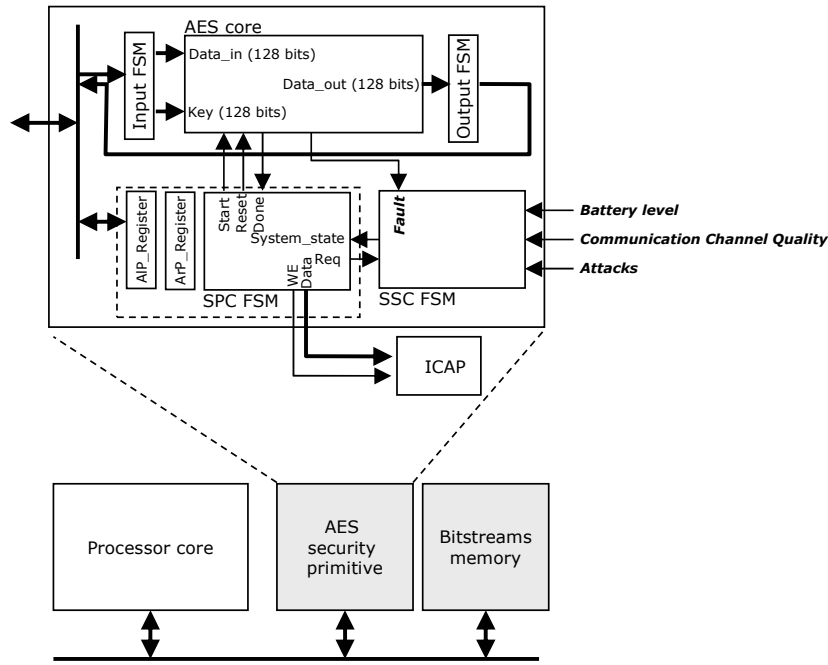 AES core
Input FSM
Data_in (128 bits)
Data_out (128 bits)
Key (128 bits)
Output FSM
AlP_Register
ArP_Register
Start
Reset
Done
System_state
Req
WE
Data
SPC FSM
Fault
SSC FSM
Battery level
Communication Channel Quality
Attacks
ICAP
Processor core
AES
security
primitive
Bitstreams
memory